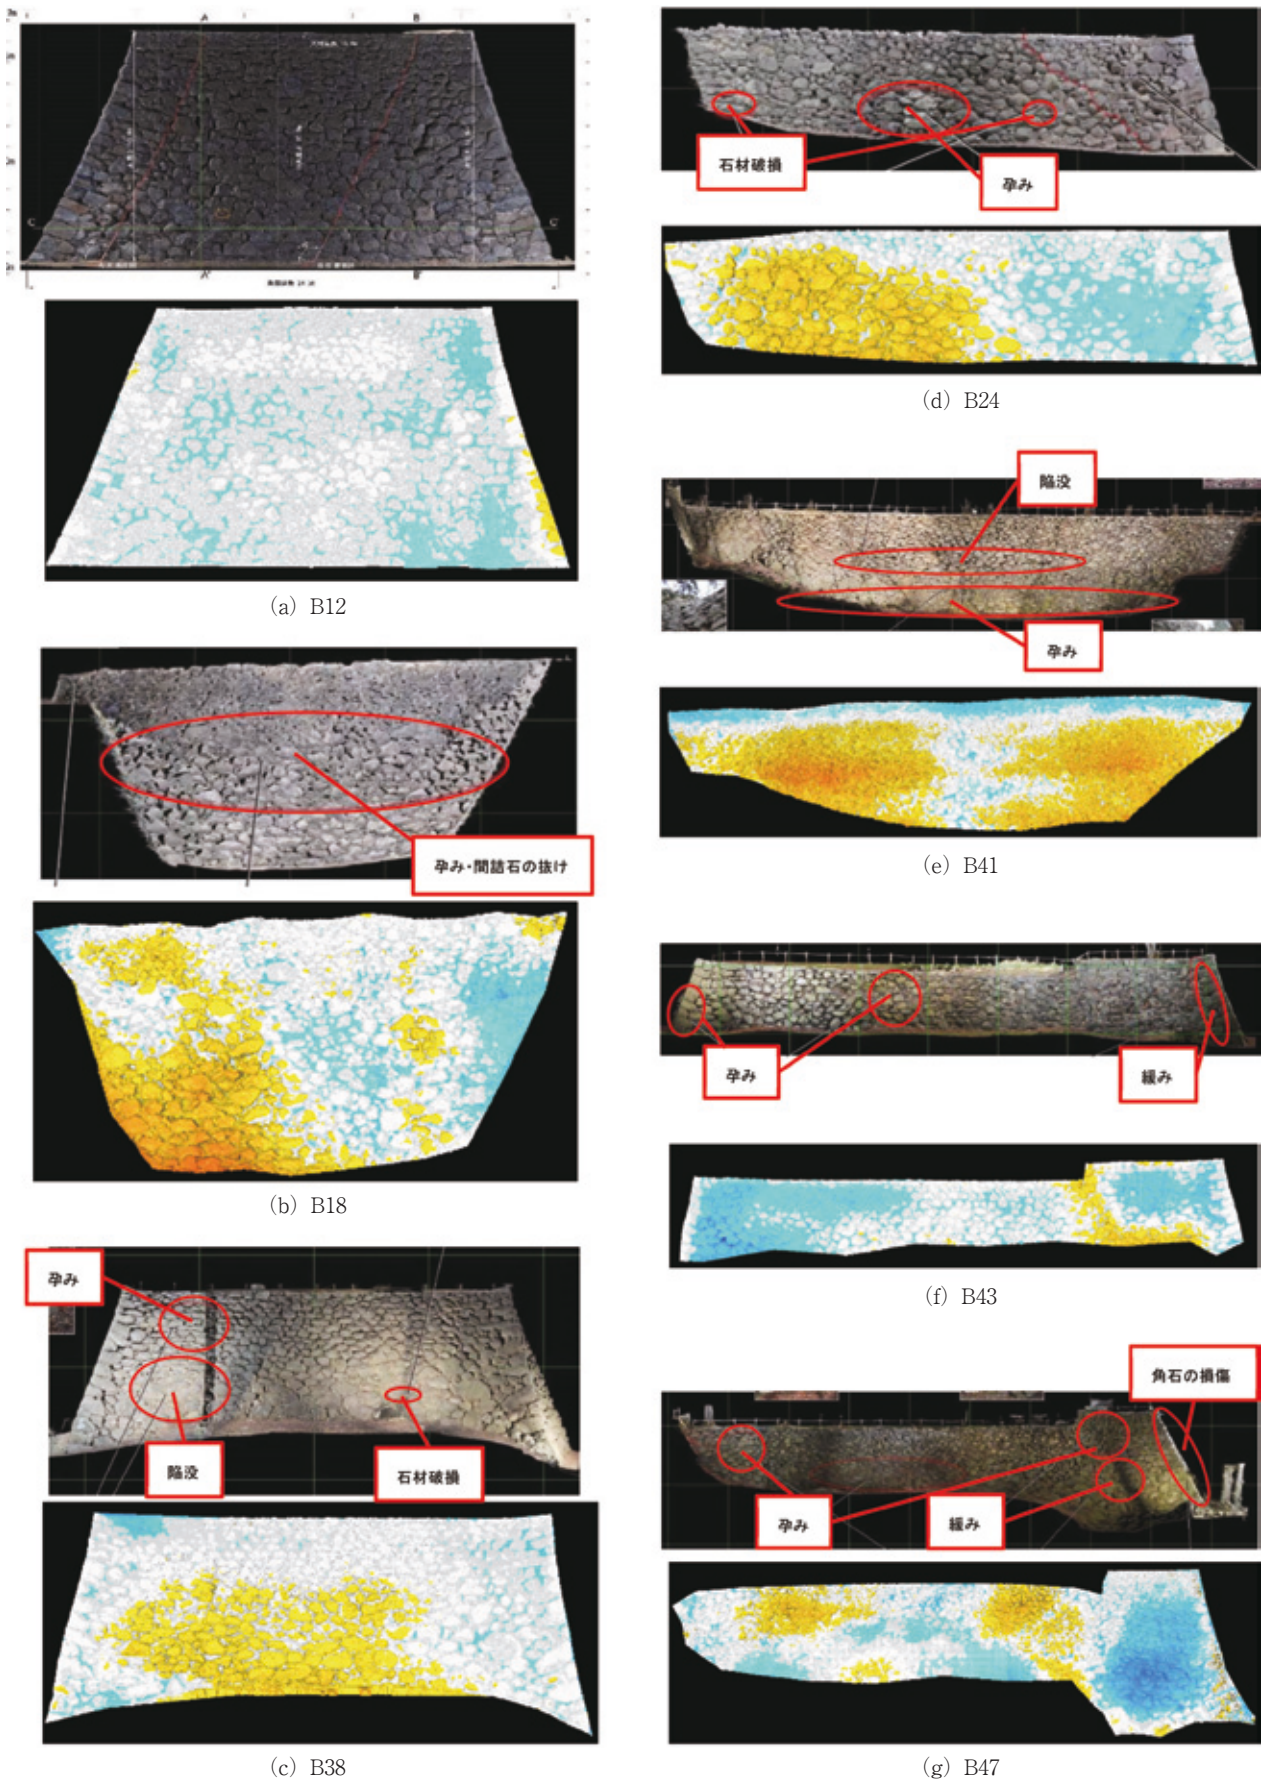 A B
C C'
A' B'
(a) B12
孕み・間詰石の抜け
(b) B18
孕み
陥没
石材破損
(c) B38
石材破損
孕み
(d) B24
陥没
孕み
(e) B41
孕み
緩み
(f) B43
角石の損傷
孕み
緩み
(g) B47